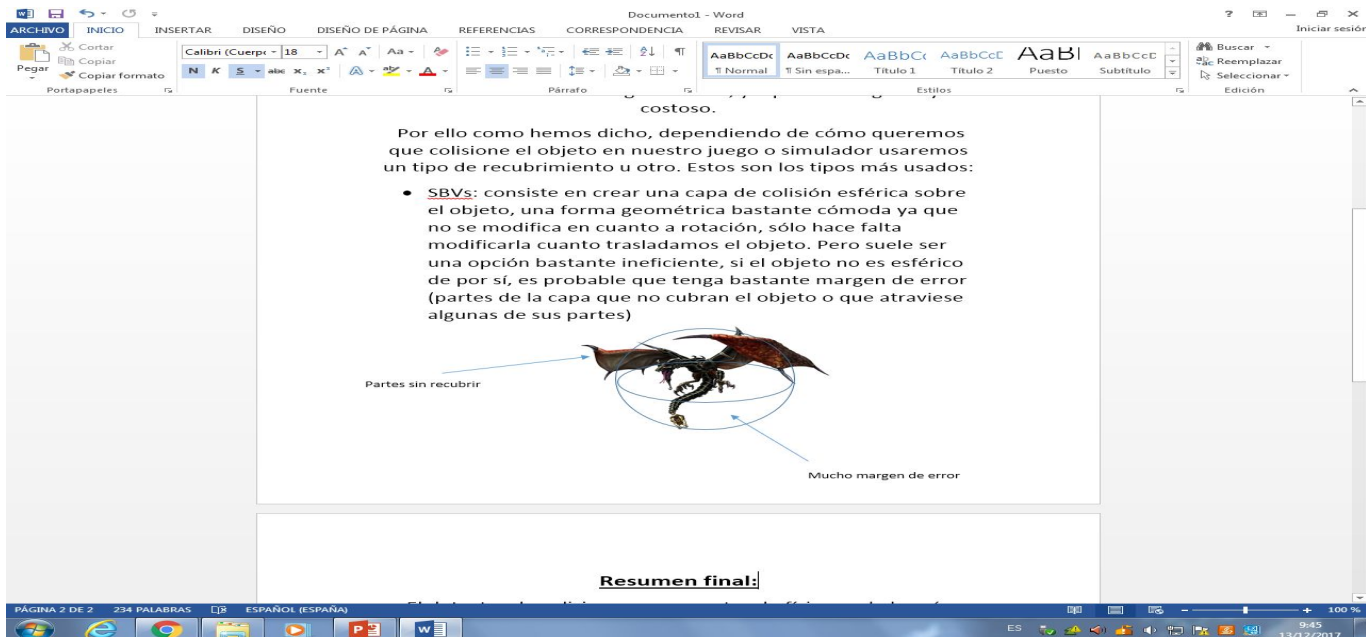 Documento1 - Word
ARCHIVO INICIO INSERTAR DISEÑO DISEÑO DE PÁGINA REFERENCIAS CORRESPONDENCIA REVISAR VISTA Iniciar sesión
Pegar
Cortar
Copiar
Copiar formato
Portapapeles
Calibri (Cuerpo 18
N K S abc x₂ x²
Fuente
Párrafo
AaBbCcDc AaBbCcDc AaBbC AaBbCcC AaB AaBbCcD
¶ Normal ¶ Sin espa... Título 1 Título 2 Puesto Subtítulo
Estilos
Buscar
Reemplazar
Seleccionar
Edición
costoso.
Por ello como hemos dicho, dependiendo de cómo queremos
que colisione el objeto en nuestro juego o simulador usaremos
un tipo de recubrimiento u otro. Estos son los tipos más usados:
• SBVs: consiste en crear una capa de colisión esférica sobre
el objeto, una forma geométrica bastante cómoda ya que
no se modifica en cuanto a rotación, sólo hace falta
modificarla cuanto trasladamos el objeto. Pero suele ser
una opción bastante ineficiente, si el objeto no es esférico
de por sí, es probable que tenga bastante margen de error
(partes de la capa que no cubran el objeto o que atraviese
algunas de sus partes)
Partes sin recubrir
Mucho margen de error
Resumen final:
PÁGINA 2 DE 2 234 PALABRAS ESPAÑOL (ESPAÑA) 100 %
ES 9:45
13/12/2017